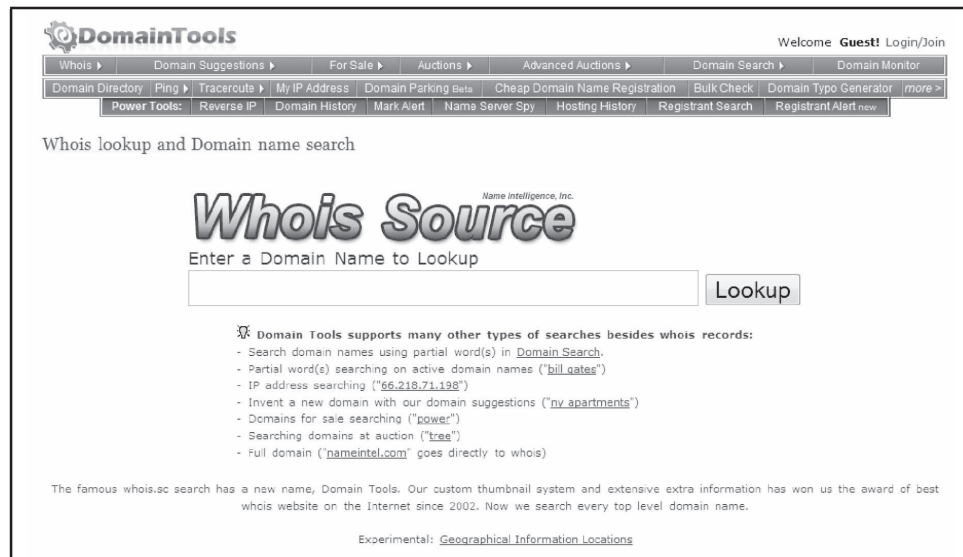 DomainTools
Welcome Guest! Login/Join
Whois Domain Suggestions For Sale Auctions Advanced Auctions Domain Search Domain Monitor
Domain Directory Ping Traceroute My IP Address Domain Parking Beta Cheap Domain Name Registration Bulk Check Domain Typo Generator more >
Power Tools: Reverse IP Domain History Mark Alert Name Server Spy Hosting History Registrant Search Registrant Alert new
Whois lookup and Domain name search
Name Intelligence, Inc.
Whois Source
Enter a Domain Name to Lookup
Lookup
Domain Tools supports many other types of searches besides whois records:
- Search domain names using partial word(s) in Domain Search.
- Partial word(s) searching on active domain names ("bill gates")
- IP address searching ("66.218.71.198")
- Invent a new domain with our domain suggestions ("ny apartments")
- Domains for sale searching ("power")
- Searching domains at auction ("tree")
- Full domain ("nameintel.com" goes directly to whois)
The famous whois.sc search has a new name, Domain Tools. Our custom thumbnail system and extensive extra information has won us the award of best
whois website on the Internet since 2002. Now we search every top level domain name.
Experimental: Geographical Information Locations